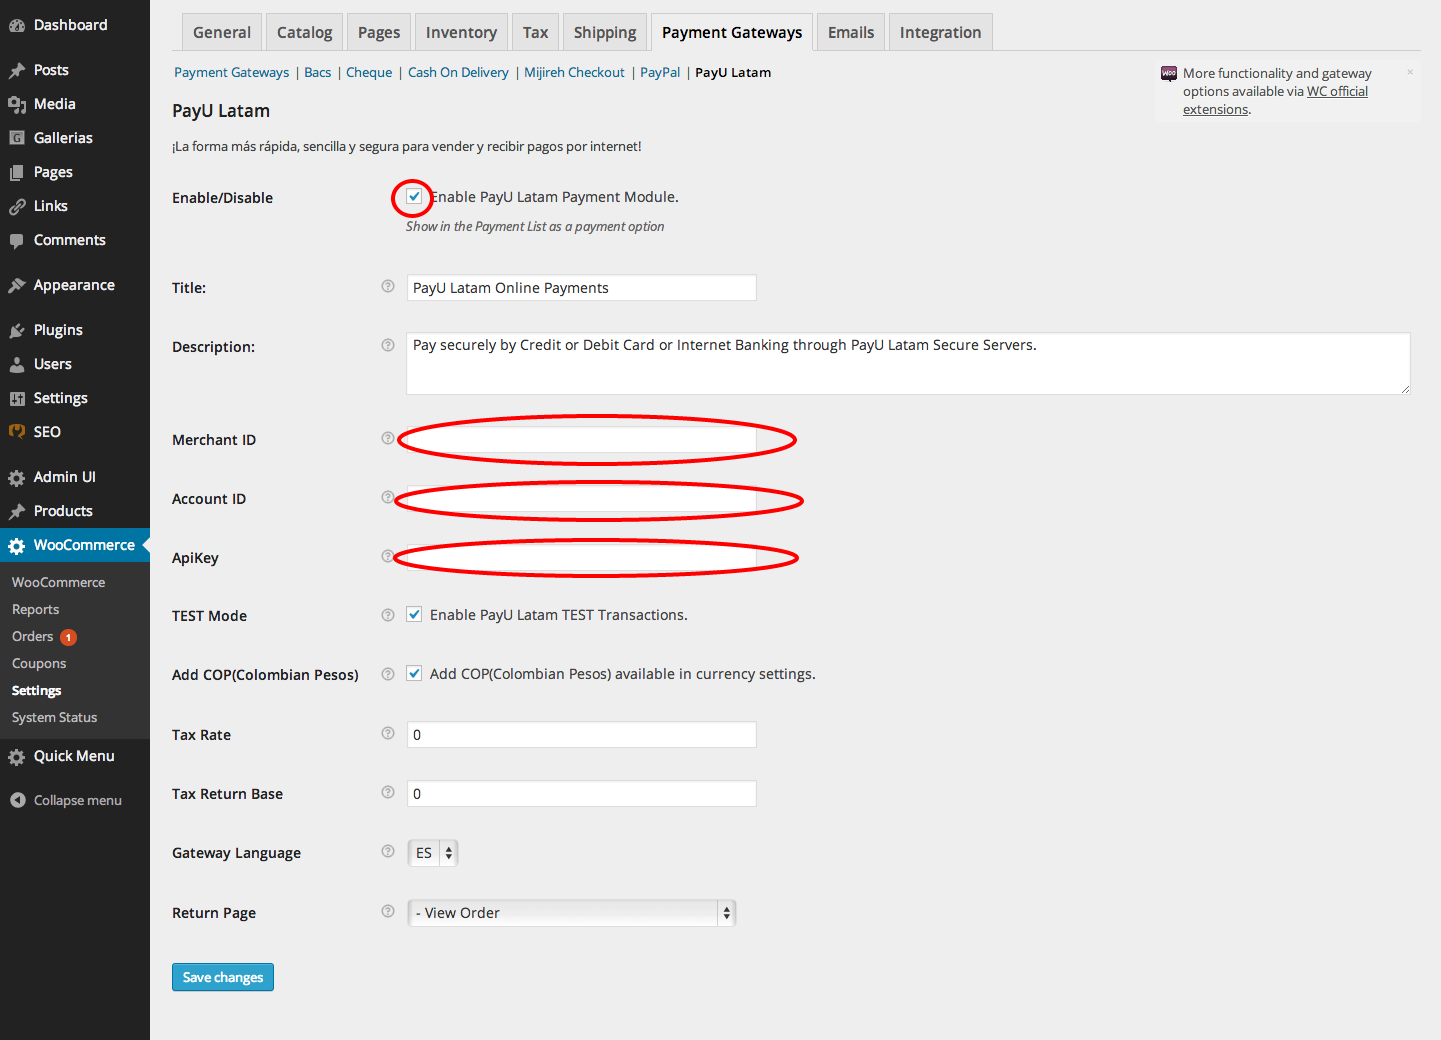 Dashboard
Posts
Media
Gallerias
Pages
Links
Comments
Appearance
Plugins
Users
Settings
SEO
Admin UI
Products
WooCommerce
WooCommerce
Reports
Orders 1
Coupons
Settings
System Status
Quick Menu
Collapse menu
General Catalog Pages Inventory Tax Shipping Payment Gateways Emails Integration
Payment Gateways | Bacs | Cheque | Cash On Delivery | Mijireh Checkout | PayPal | PayU Latam
WOO More functionality and gateway ×
options available via WC official
extensions.
PayU Latam
¡La forma más rápida, sencilla y segura para vender y recibir pagos por internet!
Enable/Disable Enable PayU Latam Payment Module.
Show in the Payment List as a payment option
Title: ? PayU Latam Online Payments
Description: ? Pay securely by Credit or Debit Card or Internet Banking through PayU Latam Secure Servers.
Merchant ID ?
Account ID ?
ApiKey ?
TEST Mode ? Enable PayU Latam TEST Transactions.
Add COP(Colombian Pesos) ? Add COP(Colombian Pesos) available in currency settings.
Tax Rate ? 0
Tax Return Base ? 0
Gateway Language ? ES
Return Page ? - View Order
Save changes